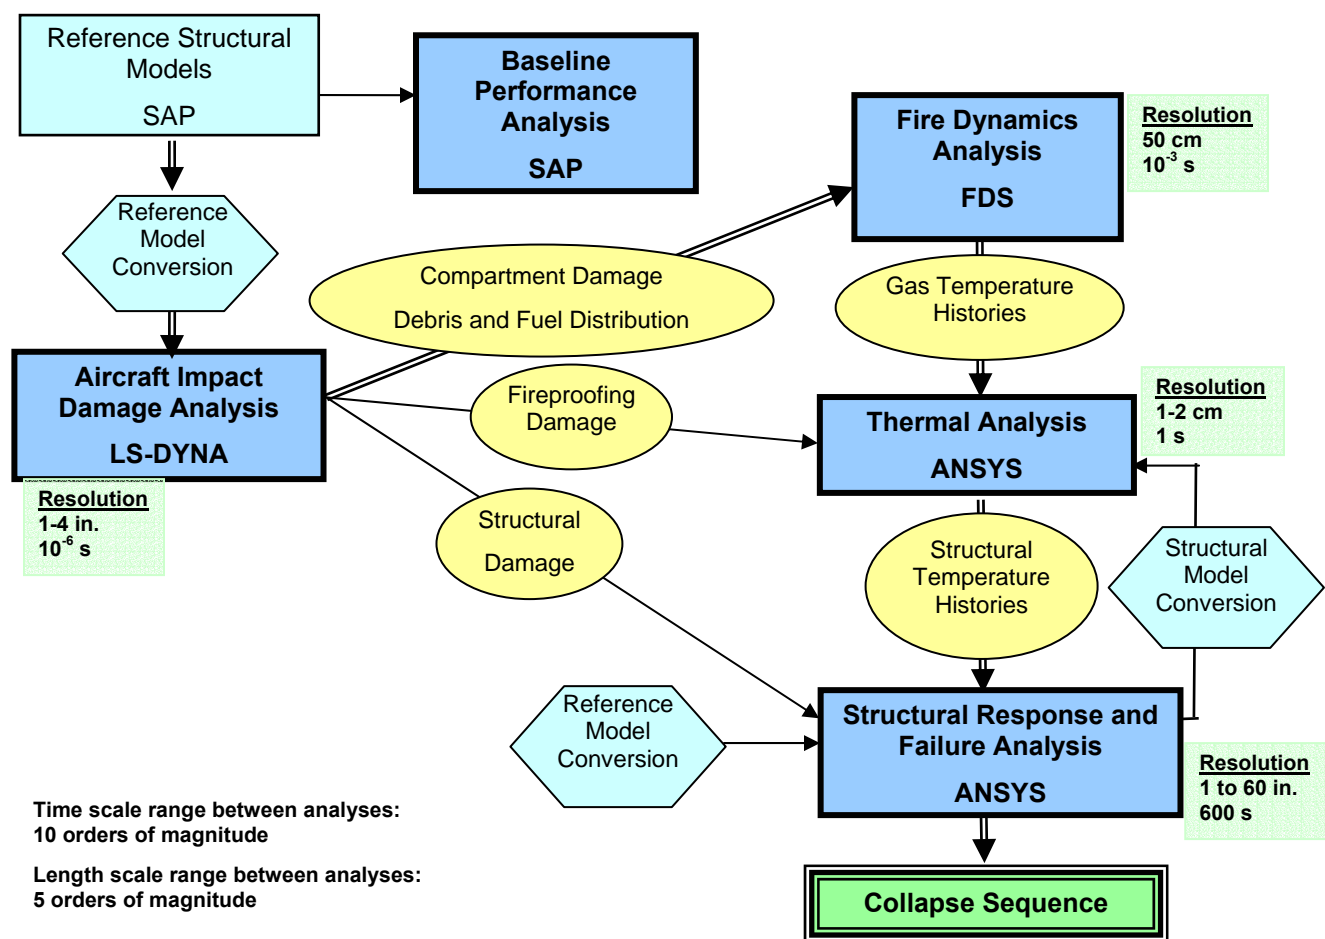 Reference Structural
Models
SAP
Baseline
Performance
Analysis
SAP
Fire Dynamics
Analysis
FDS
Resolution
50 cm
10⁻³ s
Reference
Model
Conversion
Compartment Damage
Debris and Fuel Distribution
Gas Temperature
Histories
Aircraft Impact
Damage Analysis
LS-DYNA
Resolution
1-4 in.
10⁻⁶ s
Fireproofing
Damage
Thermal Analysis
ANSYS
Resolution
1-2 cm
1 s
Structural
Damage
Structural
Temperature
Histories
Structural
Model
Conversion
Reference
Model
Conversion
Structural Response and
Failure Analysis
ANSYS
Resolution
1 to 60 in.
600 s
Time scale range between analyses:
10 orders of magnitude
Length scale range between analyses:
5 orders of magnitude
Collapse Sequence